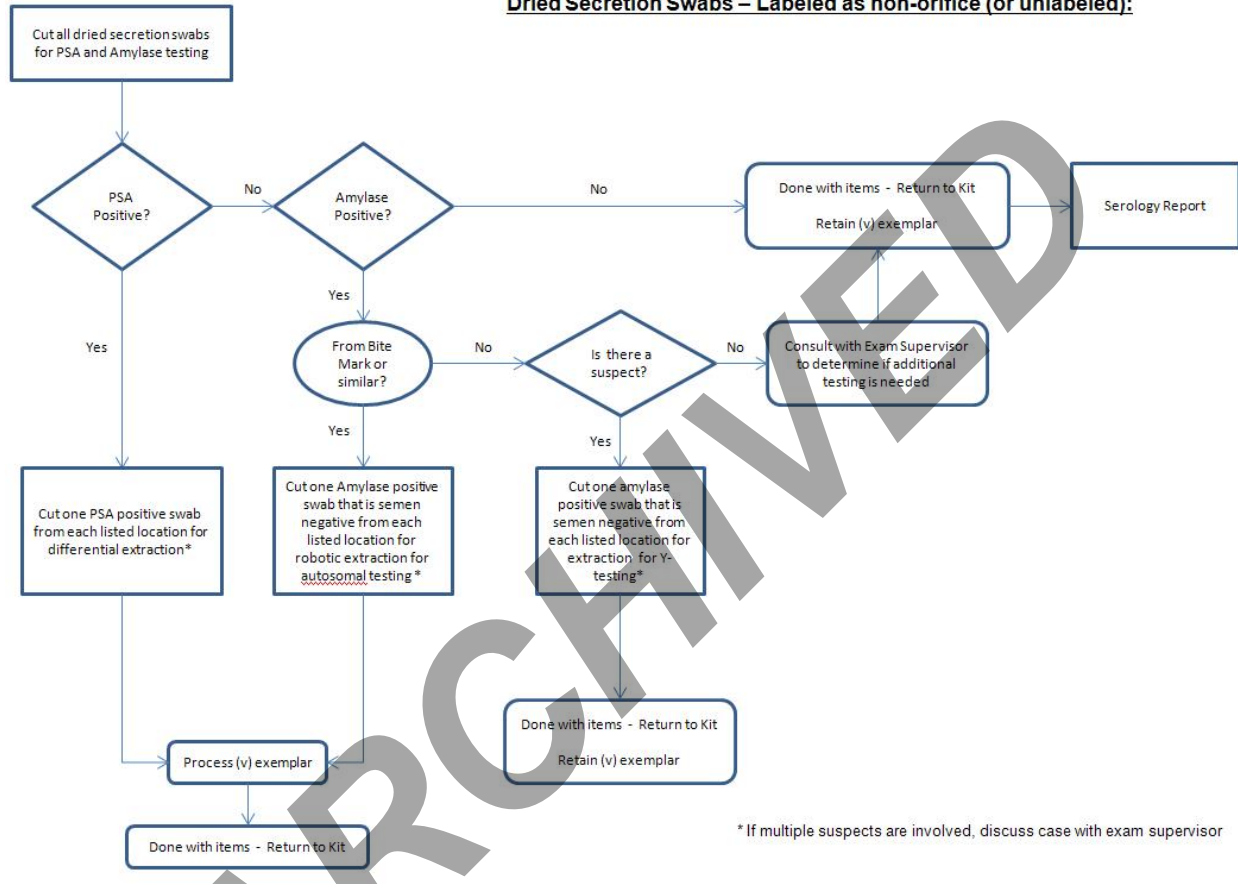 Dried Secretion Swabs – Labeled as non-orifice (or unlabeled):
Cut all dried secretion swabs
for PSA and Amylase testing
PSA
Positive?
No
Amylase
Positive?
No
Done with items - Return to Kit
Retain (v) exemplar
Serology Report
Yes
Yes
From Bite
Mark or
similar?
No
Is there a
suspect?
No
Consult with Exam Supervisor
to determine if additional
testing is needed
Yes
Yes
Cut one PSA positive swab
from each listed location for
differential extraction*
Cut one Amylase positive
swab that is semen
negative from each
listed location for
robotic extraction for
autosomal testing *
Cut one amylase
positive swab that is
semen negative from
each listed location for
extraction for Y-
testing*
Done with items - Return to Kit
Retain (v) exemplar
Process (v) exemplar
Done with items - Return to Kit
* If multiple suspects are involved, discuss case with exam supervisor
ARCHIVED